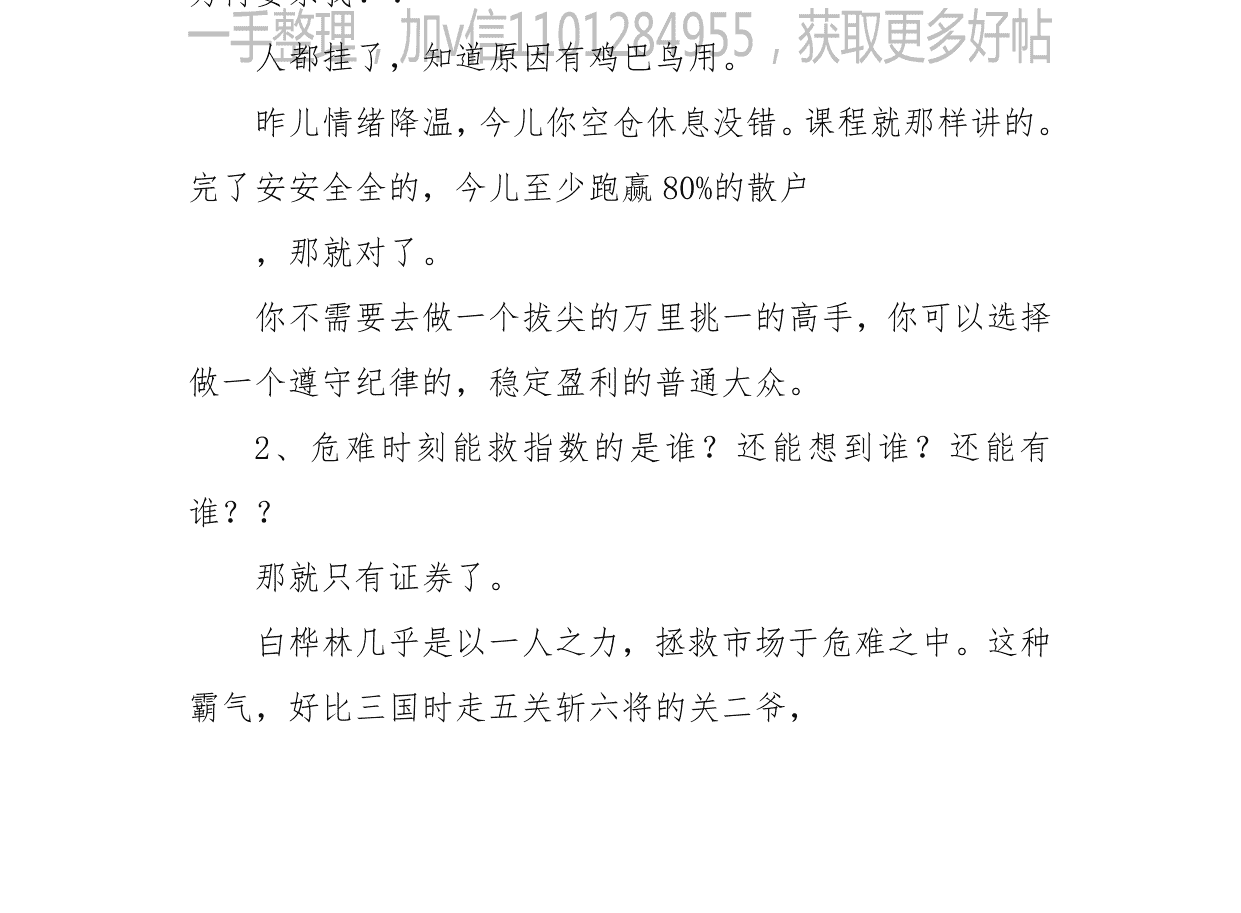 一手整理，加v信1101284955，获取更多好帖
人都挂了，知道原因有鸡巴鸟用。
昨儿情绪降温，今儿你空仓休息没错。课程就那样讲的。
完了安安全全的，今儿至少跑赢 80%的散户
，那就对了。
你不需要去做一个拔尖的万里挑一的高手，你可以选择
做一个遵守纪律的，稳定盈利的普通大众。
2、危难时刻能救指数的是谁？还能想到谁？还能有
谁？？
那就只有证券了。
白桦林几乎是以一人之力，拯救市场于危难之中。这种
霸气，好比三国时走五关斩六将的关二爷，